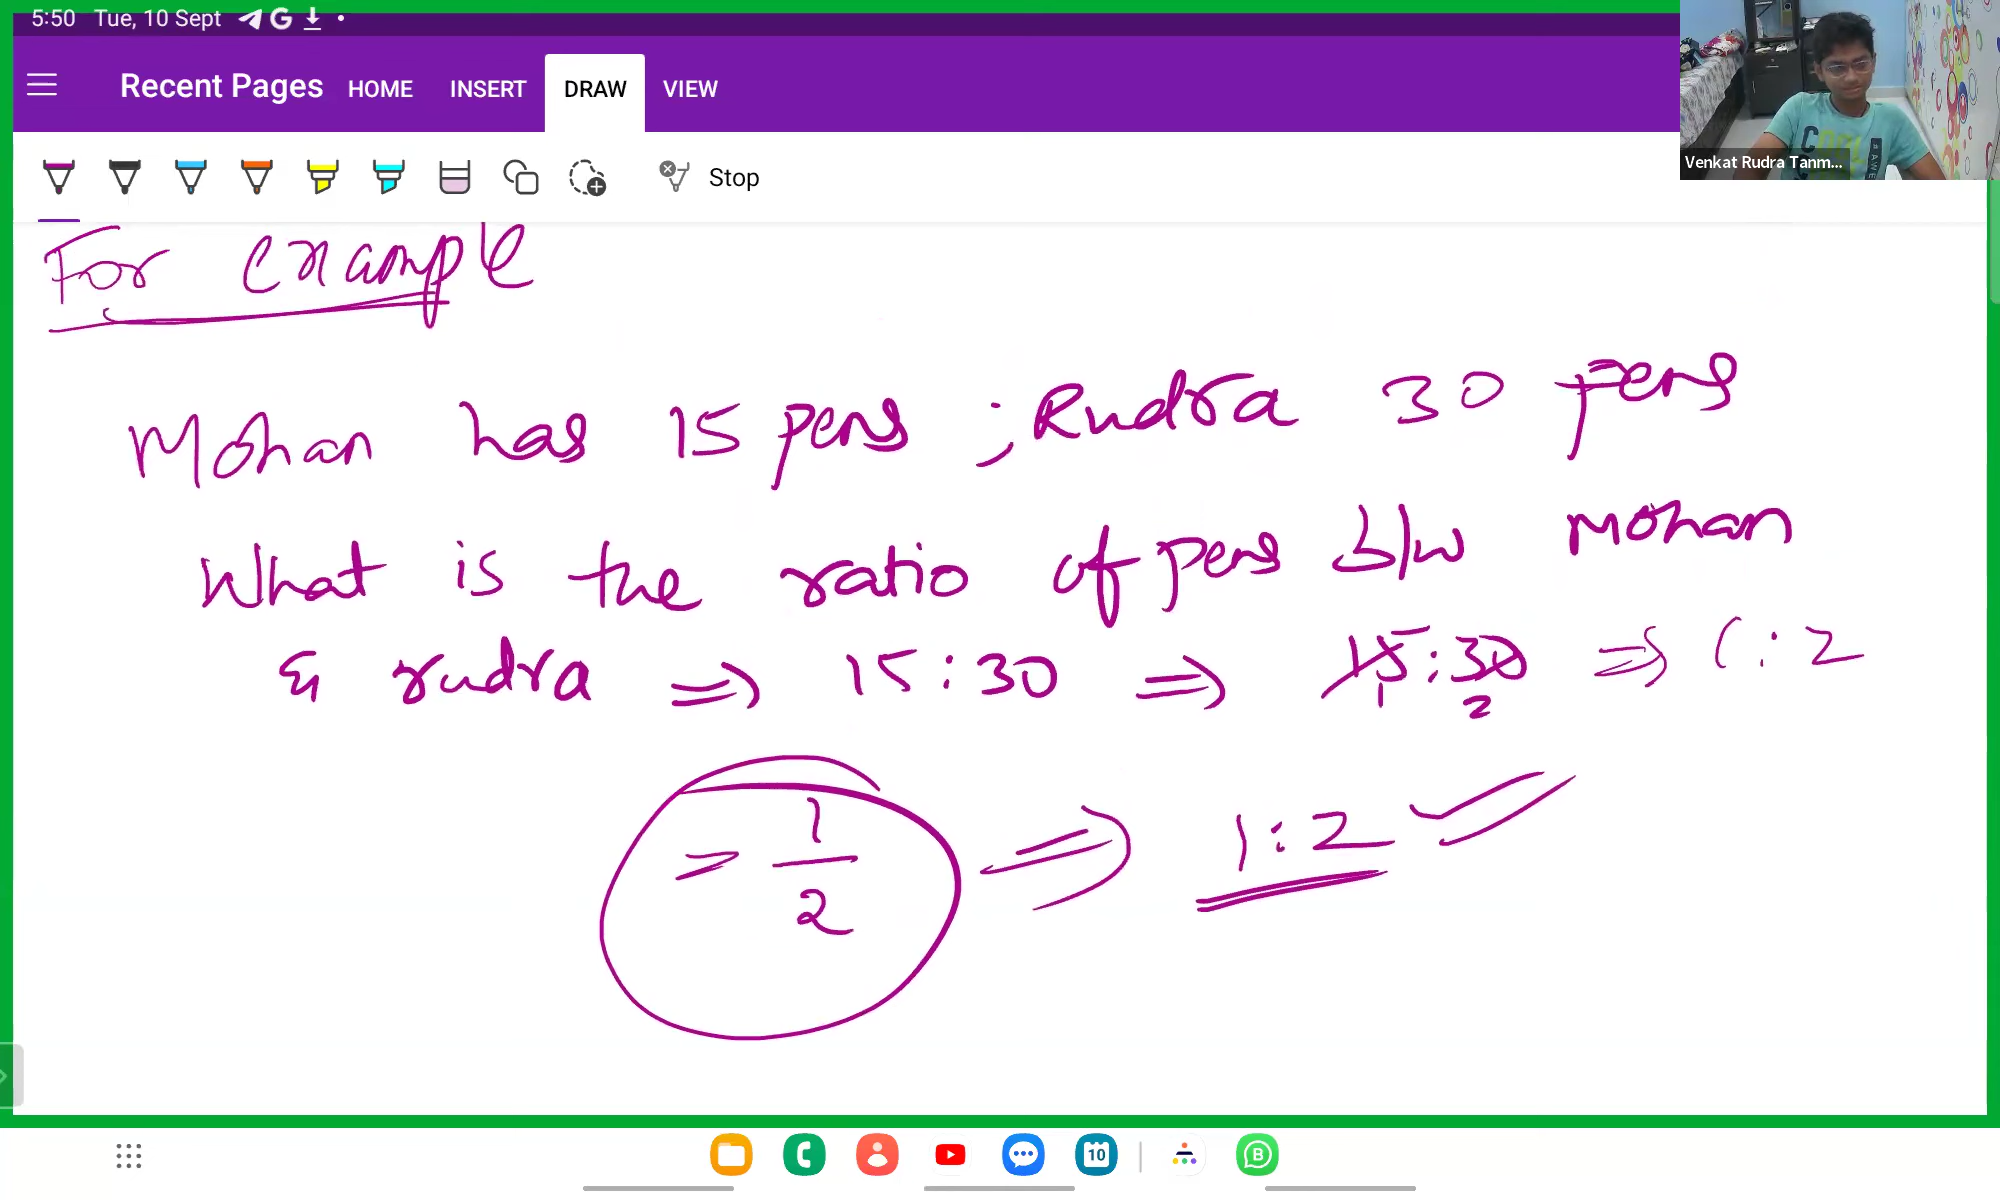 5:50 Tue, 10 Sept
Recent Pages HOME INSERT DRAW VIEW
Venkat Rudra Tanm...
Stop
For example
Mohan has 15 pens ; Rudra 30 pens
What is the ratio of pens b/w Mohan
& rudra ⇒ 15:30 ⇒ 15:30 ⇒ 1:2
1 2
= 1/2 ⇒ 1:2 ✓
10